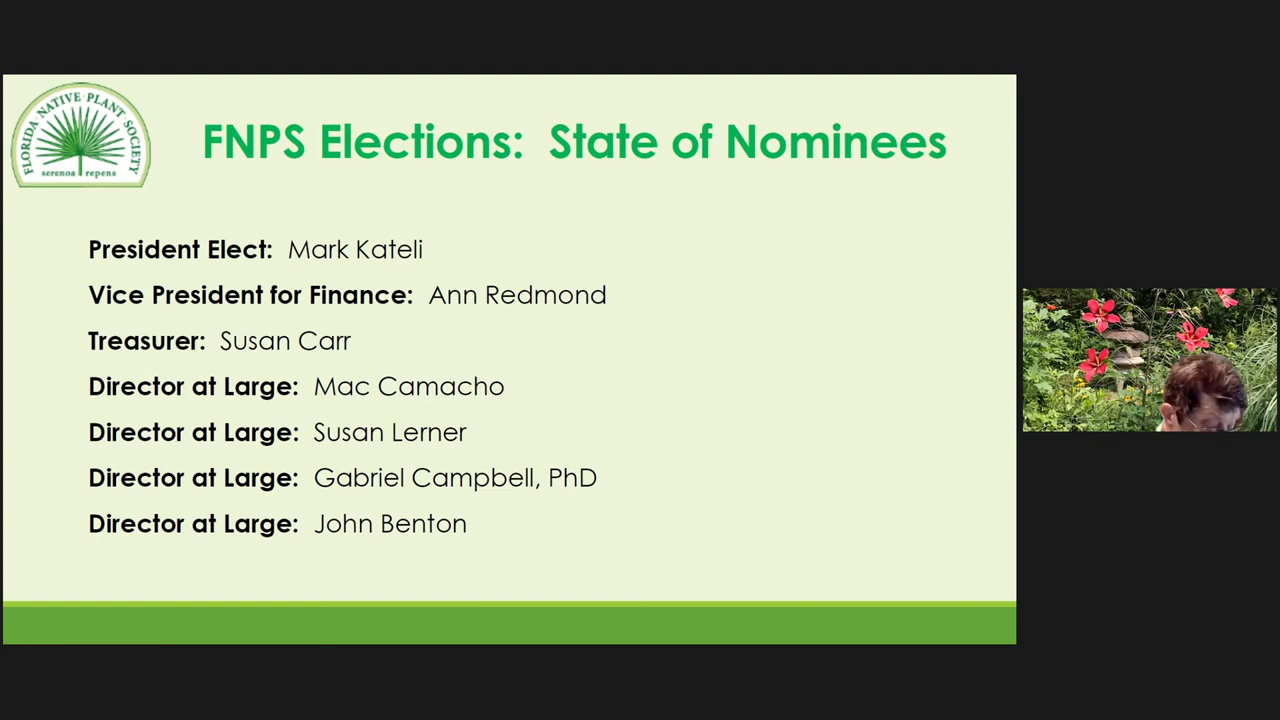 FLORIDA NATIVE PLANT SOCIETY
serenoa repens
FNPS Elections: State of Nominees
President Elect: Mark Kateli
Vice President for Finance: Ann Redmond
Treasurer: Susan Carr
Director at Large: Mac Camacho
Director at Large: Susan Lerner
Director at Large: Gabriel Campbell, PhD
Director at Large: John Benton